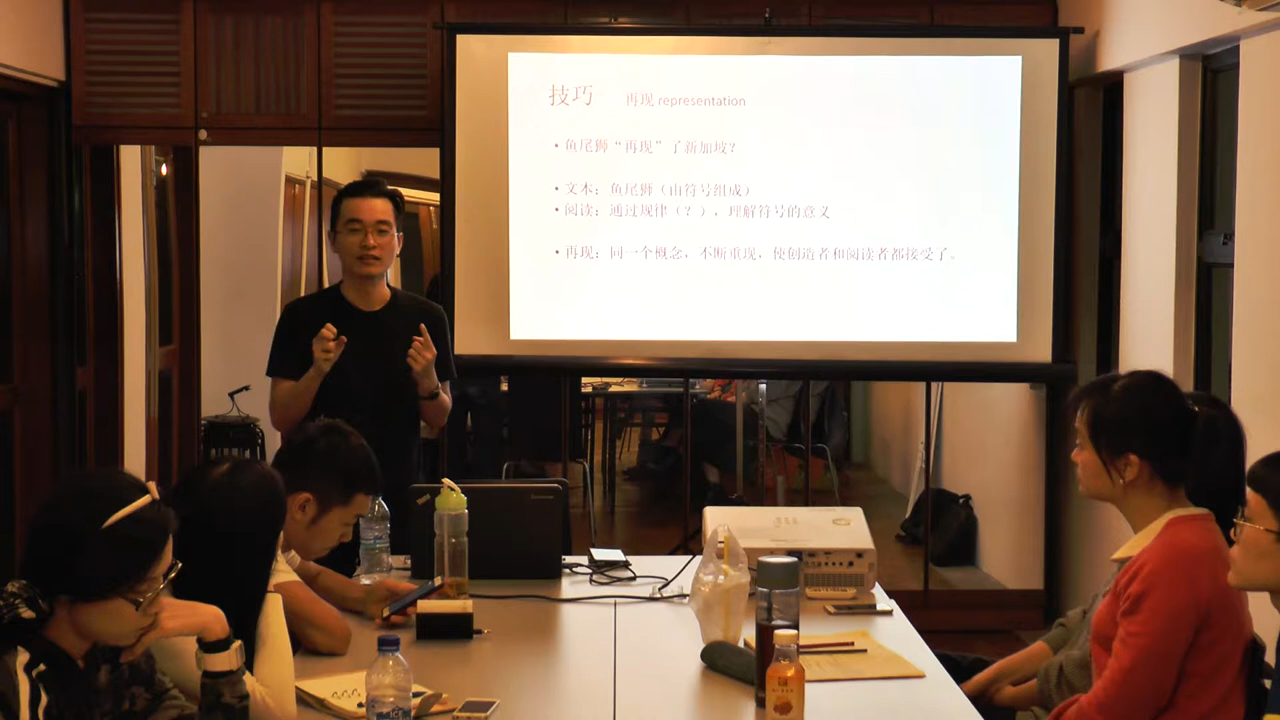 技巧 再现 representation
• 鱼尾狮“再现”了新加坡?
• 文本：鱼尾狮（由符号组成）
• 阅读：通过规律（?），理解符号的意义
• 再现：同一个概念，不断重现，使创造者和阅读者都接受了。